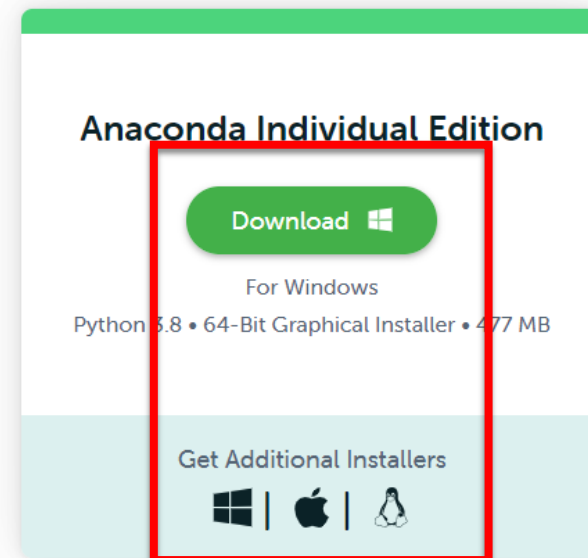 Anaconda Individual Edition
Download
For Windows
Python 3.8 • 64-Bit Graphical Installer • 477 MB
Get Additional Installers
| |